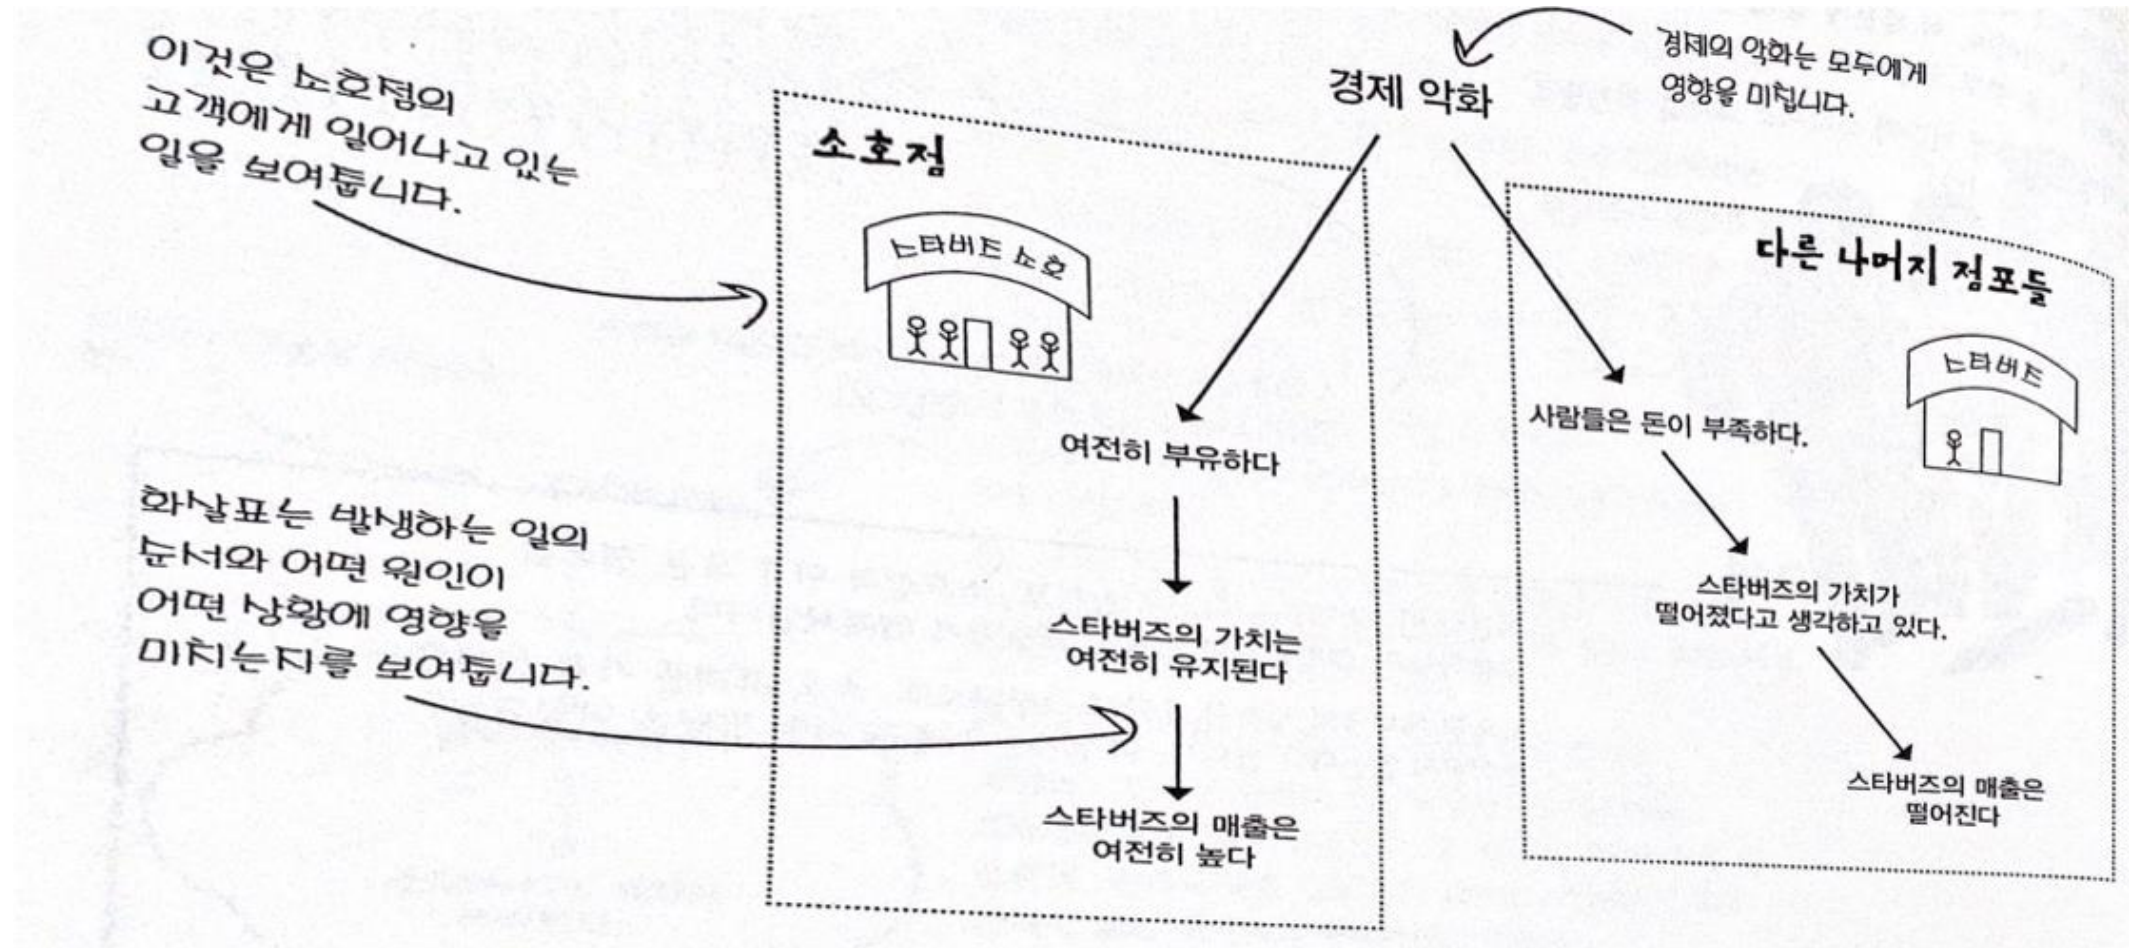 이것은 소호점의
고객에게 일어나고 있는
일을 보여줍니다.
화살표는 발생하는 일의
순서와 어떤 원인이
어떤 상황에 영향을
미치는지를 보여줍니다.
경제의 악화는 모두에게
영향을 미칩니다.
경제 악화
소호점
스타버즈 소호
여전히 부유하다
스타버즈의 가치는
여전히 유지된다
스타버즈의 매출은
여전히 높다
다른 나머지 점포들
스타버즈
사람들은 돈이 부족하다.
스타버즈의 가치가
떨어졌다고 생각하고 있다.
스타버즈의 매출은
떨어진다